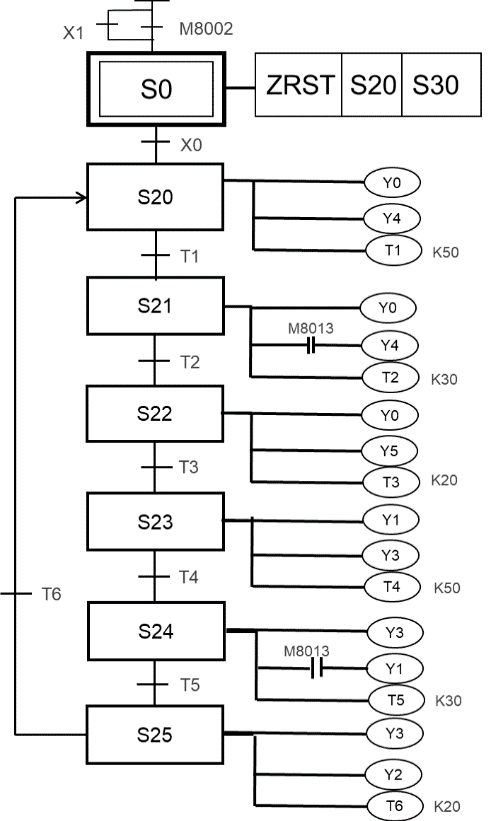 X1 M8002
S0 ZRST S20 S30
X0
S20 Y0
Y4
T1 K50
T1
S21 Y0
M8013
Y4
T2 T2 K30
S22 Y0
Y5
T3 T3 K20
S23 Y1
Y3
T4 T4 K50
T6
S24 Y3
M8013
Y1
T5 T5 K30
S25 Y3
Y2
T6 K20